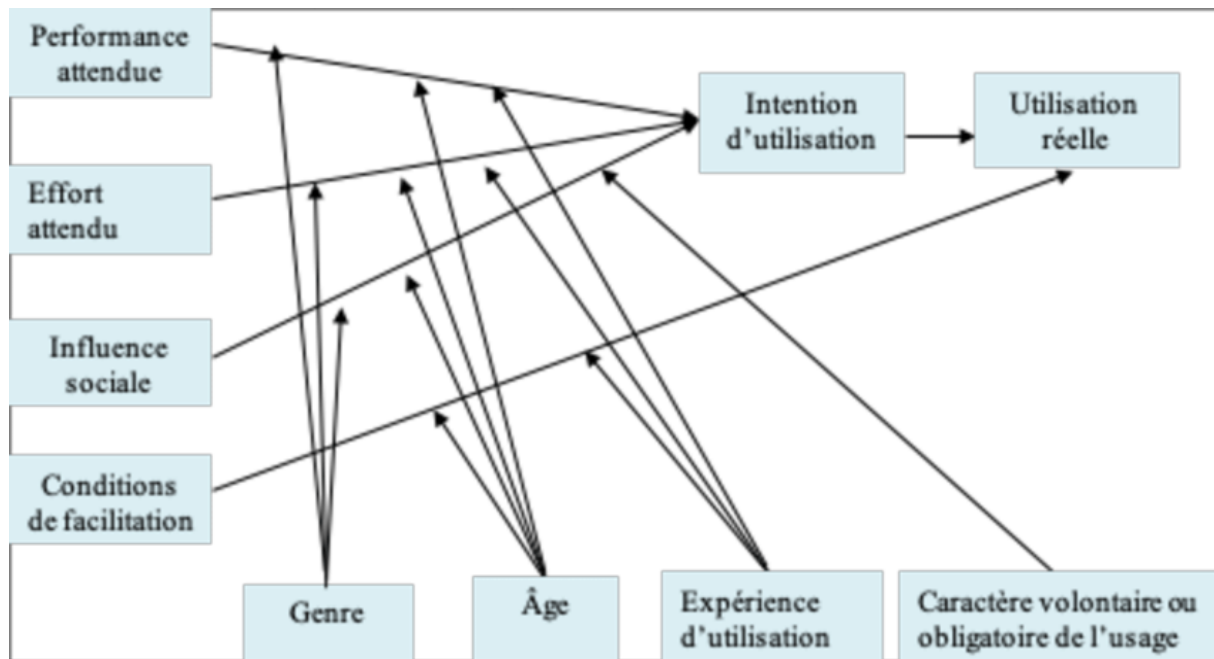 Performance
attendue
Intention
d'utilisation
Utilisation
réelle
Effort
attendu
Influence
sociale
Conditions
de facilitation
Genre
Âge
Expérience
d'utilisation
Caractère volontaire ou
obligatoire de l'usage